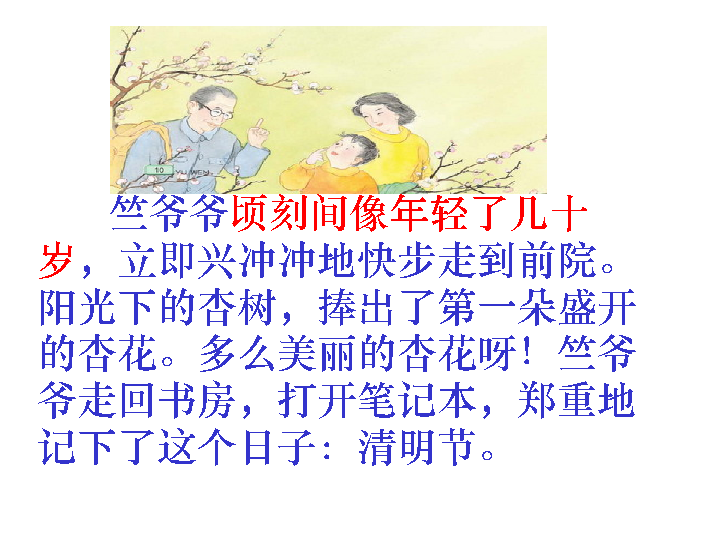 10 YU WEN
竺爷爷顷刻间像年轻了几十
岁，立即兴冲冲地快步走到前院。
阳光下的杏树，捧出了第一朵盛开
的杏花。多么美丽的杏花呀！竺爷
爷走回书房，打开笔记本，郑重地
记下了这个日子：清明节。